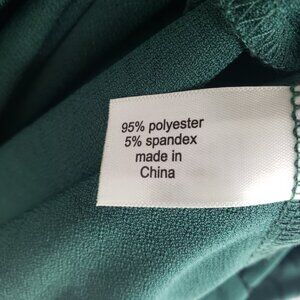 95% polyester
5% spandex
made in
China